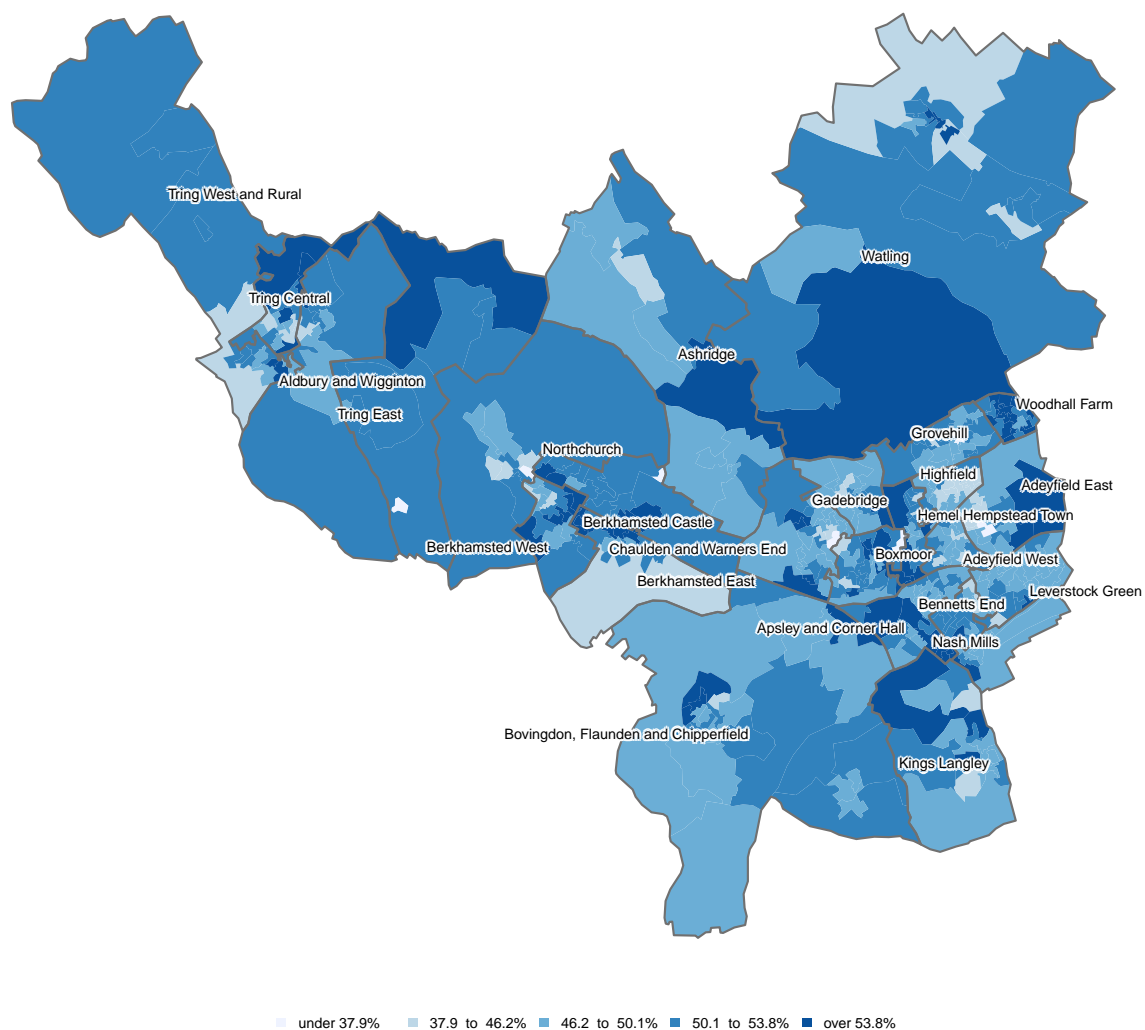 Tring West and Rural
Watling
Tring Central
Ashridge
Aldbury and Wigginton
Woodhall Farm
Tring East
Grovehill
Northchurch
Highfield
Adeyfield East
Gadebridge
Hemel Hempstead Town
Berkhamsted Castle
Berkhamsted West
Chaulden and Warners End
Boxmoor
Adeyfield West
Berkhamsted East
Leverstock Green
Bennetts End
Apsley and Corner Hall
Nash Mills
Bovingdon, Flaunden and Chipperfield
Kings Langley
under 37.9% 37.9 to 46.2% 46.2 to 50.1% 50.1 to 53.8% over 53.8%